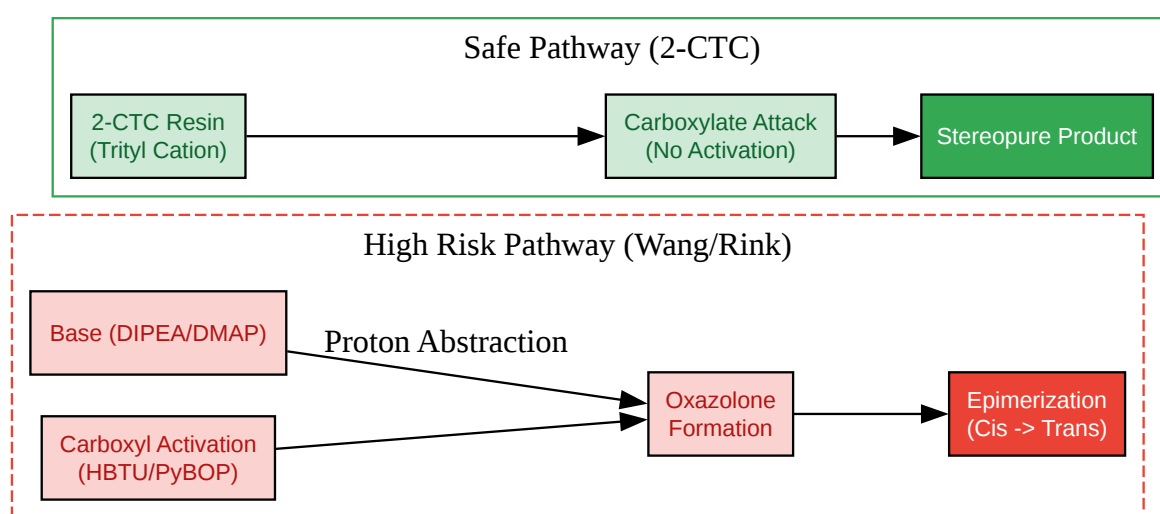 Safe Pathway (2-CTC)
2-CTC Resin
(Trityl Cation)
Carboxylate Attack
(No Activation)
Stereopure Product
High Risk Pathway (Wang/Rink)
Base (DIPEA/DMAP)
Proton Abstraction
Carboxyl Activation
(HBTU/PyBOP)
Oxazolone
Formation
Epimerization
(Cis -> Trans)